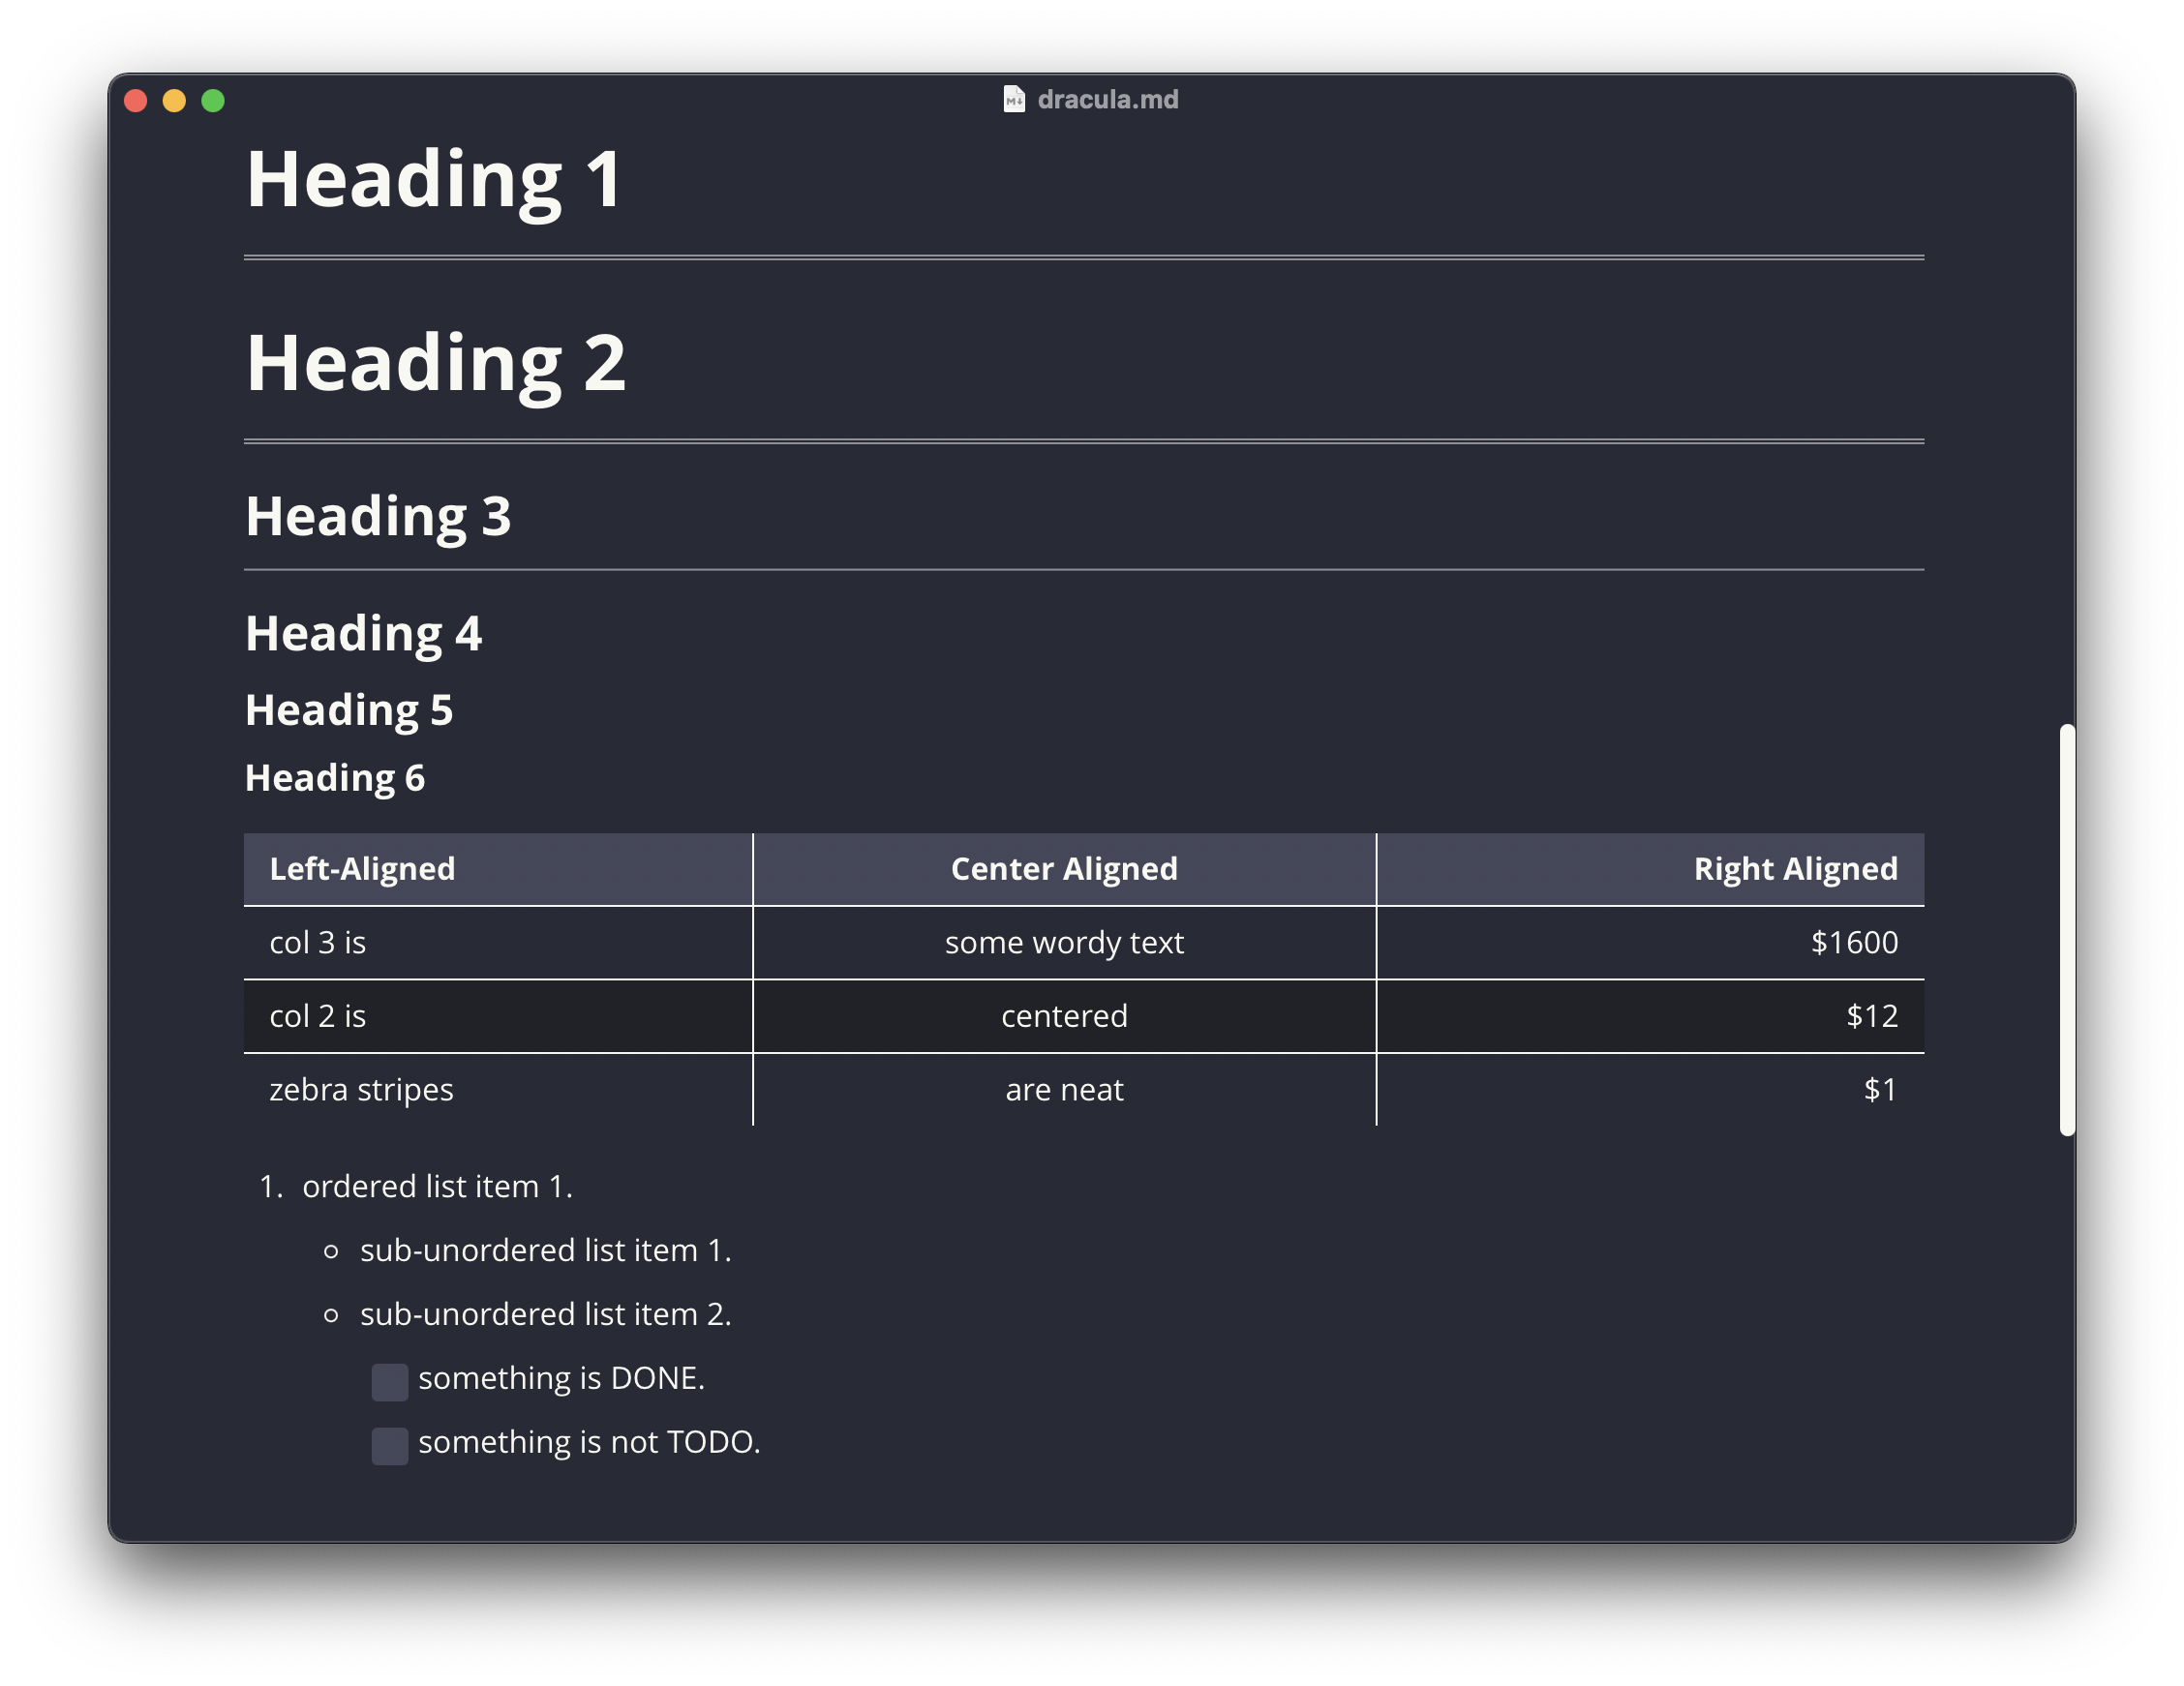 dracula.md
Heading 1
Heading 2
Heading 3
Heading 4
Heading 5
Heading 6
Left-Aligned Center Aligned Right Aligned
col 3 is some wordy text $1600
col 2 is centered $12
zebra stripes are neat $1
1. ordered list item 1.
sub-unordered list item 1.
sub-unordered list item 2.
something is DONE.
something is not TODO.